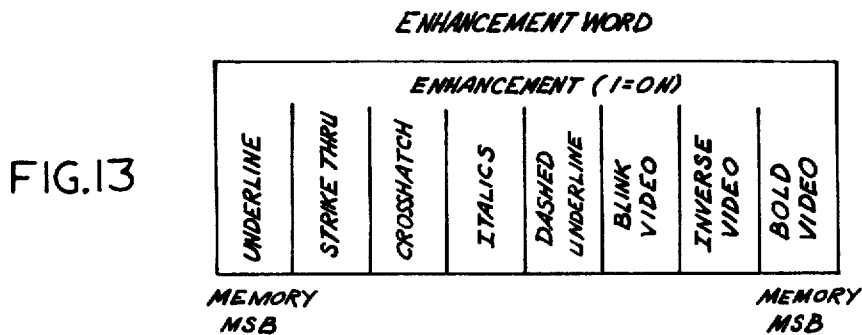 ENHANCEMENT WORD
ENHANCEMENT (1=ON)
UNDERLINE
STRIKE THRU
CROSSHATCH
ITALICS
DASHED
UNDERLINE
BLINK
VIDEO
INVERSE
VIDEO
BOLD
VIDEO
FIG.13
MEMORY
MSB
MEMORY
MSB